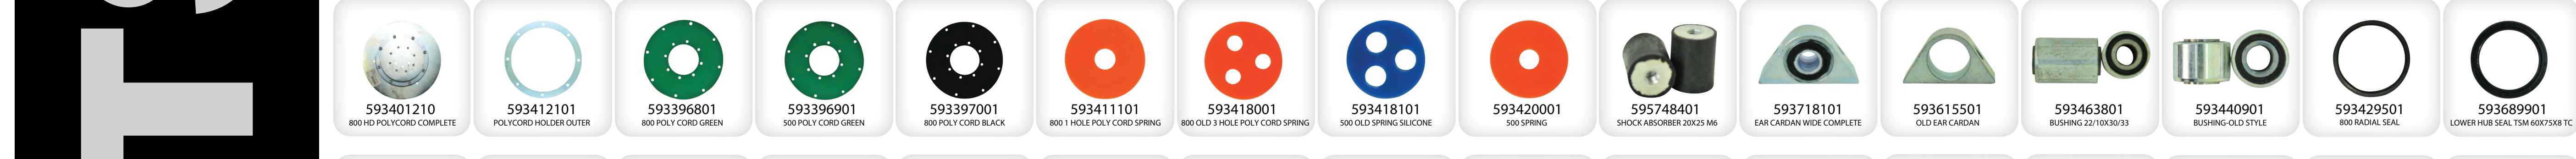 593401210
800 HD POLYCORD COMPLETE
593412101
POLYCORD HOLDER OUTER
593396801
800 POLY CORD GREEN
593396901
500 POLY CORD GREEN
593397001
800 POLY CORD BLACK
593411101
800 1 HOLE POLY CORD SPRING
593418001
800 OLD 3 HOLE POLY CORD SPRING
593418101
500 OLD SPRING SILICONE
593420001
500 SPRING
595748401
SHOCK ABSORBER 20X25 M6
593718101
EAR CARDAN WIDE COMPLETE
593615501
OLD EAR CARDAN
593463801
BUSHING 22/10X30/33
593440901
BUSHING-OLD STYLE
593429501
800 RADIAL SEAL
593689901
LOWER HUB SEAL TSM 60X75X8 TC